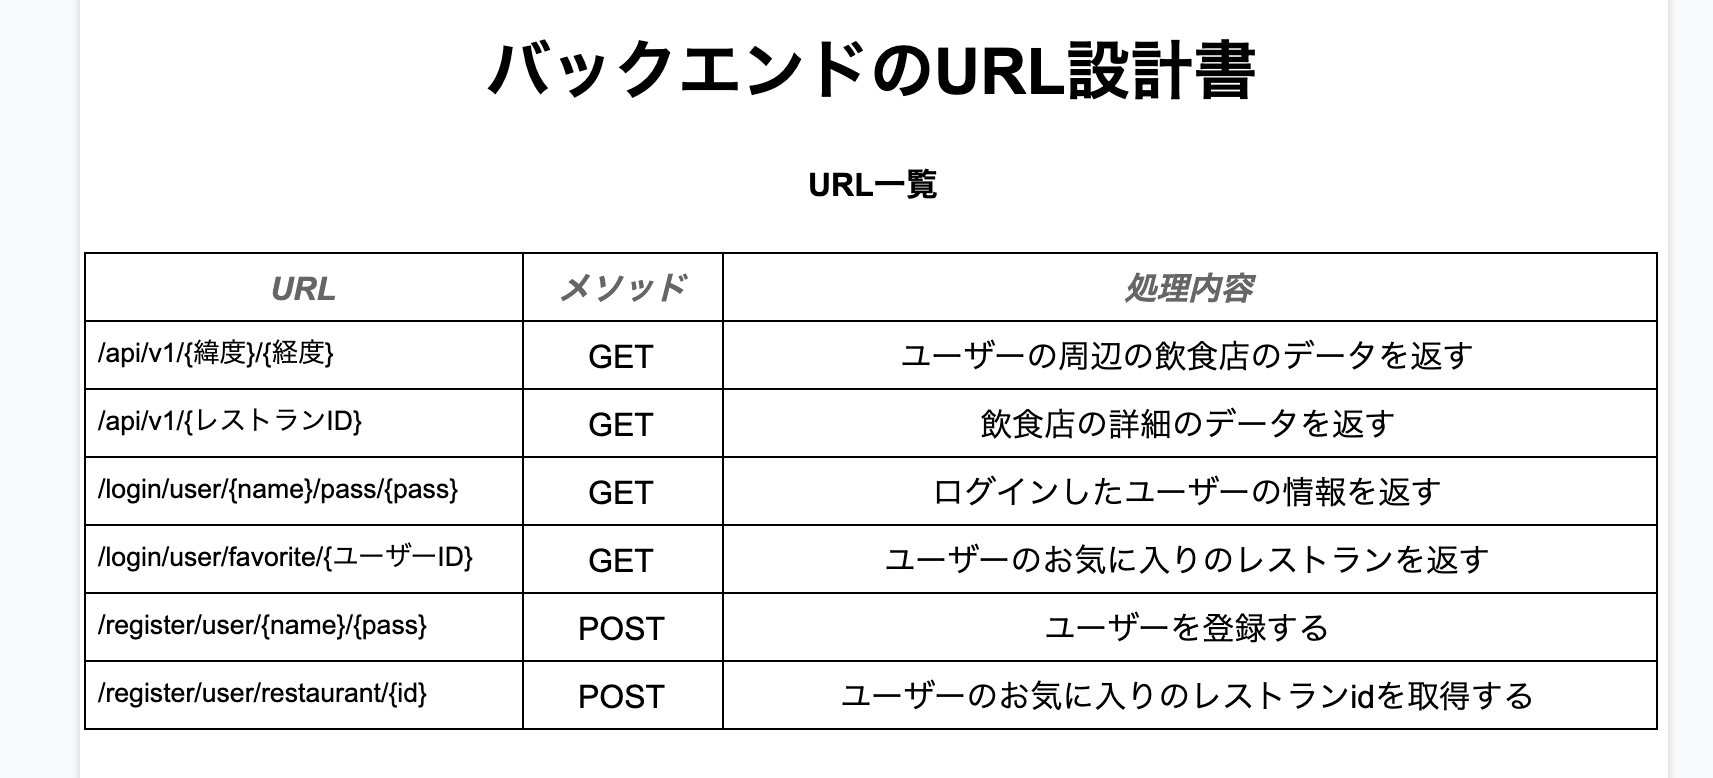 バックエンドのURL設計書
URL一覧
URL メソッド 処理内容
/api/v1/{緯度}/{経度} GET ユーザーの周辺の飲食店のデータを返す
/api/v1/{レストランID} GET 飲食店の詳細のデータを返す
/login/user/{name}/pass/{pass} GET ログインしたユーザーの情報を返す
/login/user/favorite/{ユーザーID} GET ユーザーのお気に入りのレストランを返す
/register/user/{name}/{pass} POST ユーザーを登録する
/register/user/restaurant/{id} POST ユーザーのお気に入りのレストランidを取得する